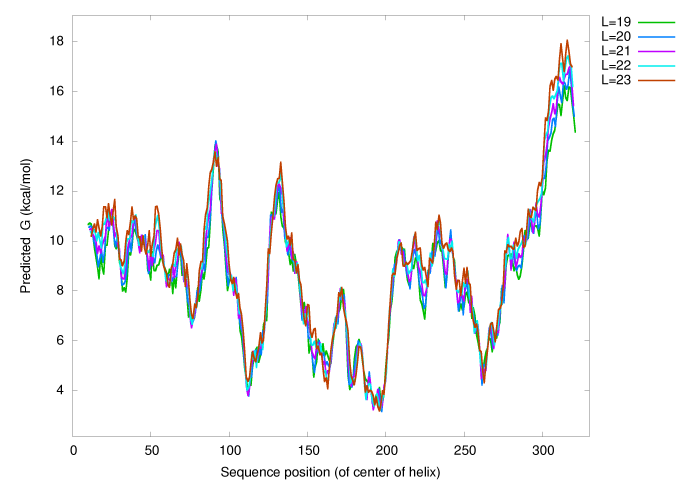 L=19
L=20
L=21
L=22
L=23
18
16
14
12
10
8
6
4
Predicted G (kcal/mol)
0 50 100 150 200 250 300
Sequence position (of center of helix)